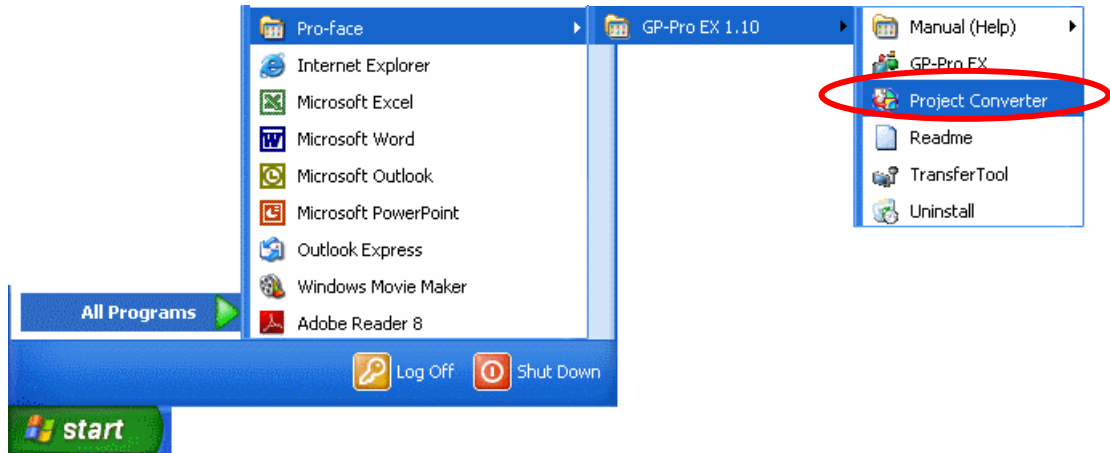 Pro-face
Internet Explorer
Microsoft Excel
Microsoft Word
Microsoft Outlook
Microsoft PowerPoint
Outlook Express
Windows Movie Maker
Adobe Reader 8
GP-Pro EX 1.10
Manual (Help)
GP-Pro EX
Project Converter
Readme
TransferTool
Uninstall
All Programs
Log Off
Shut Down
start